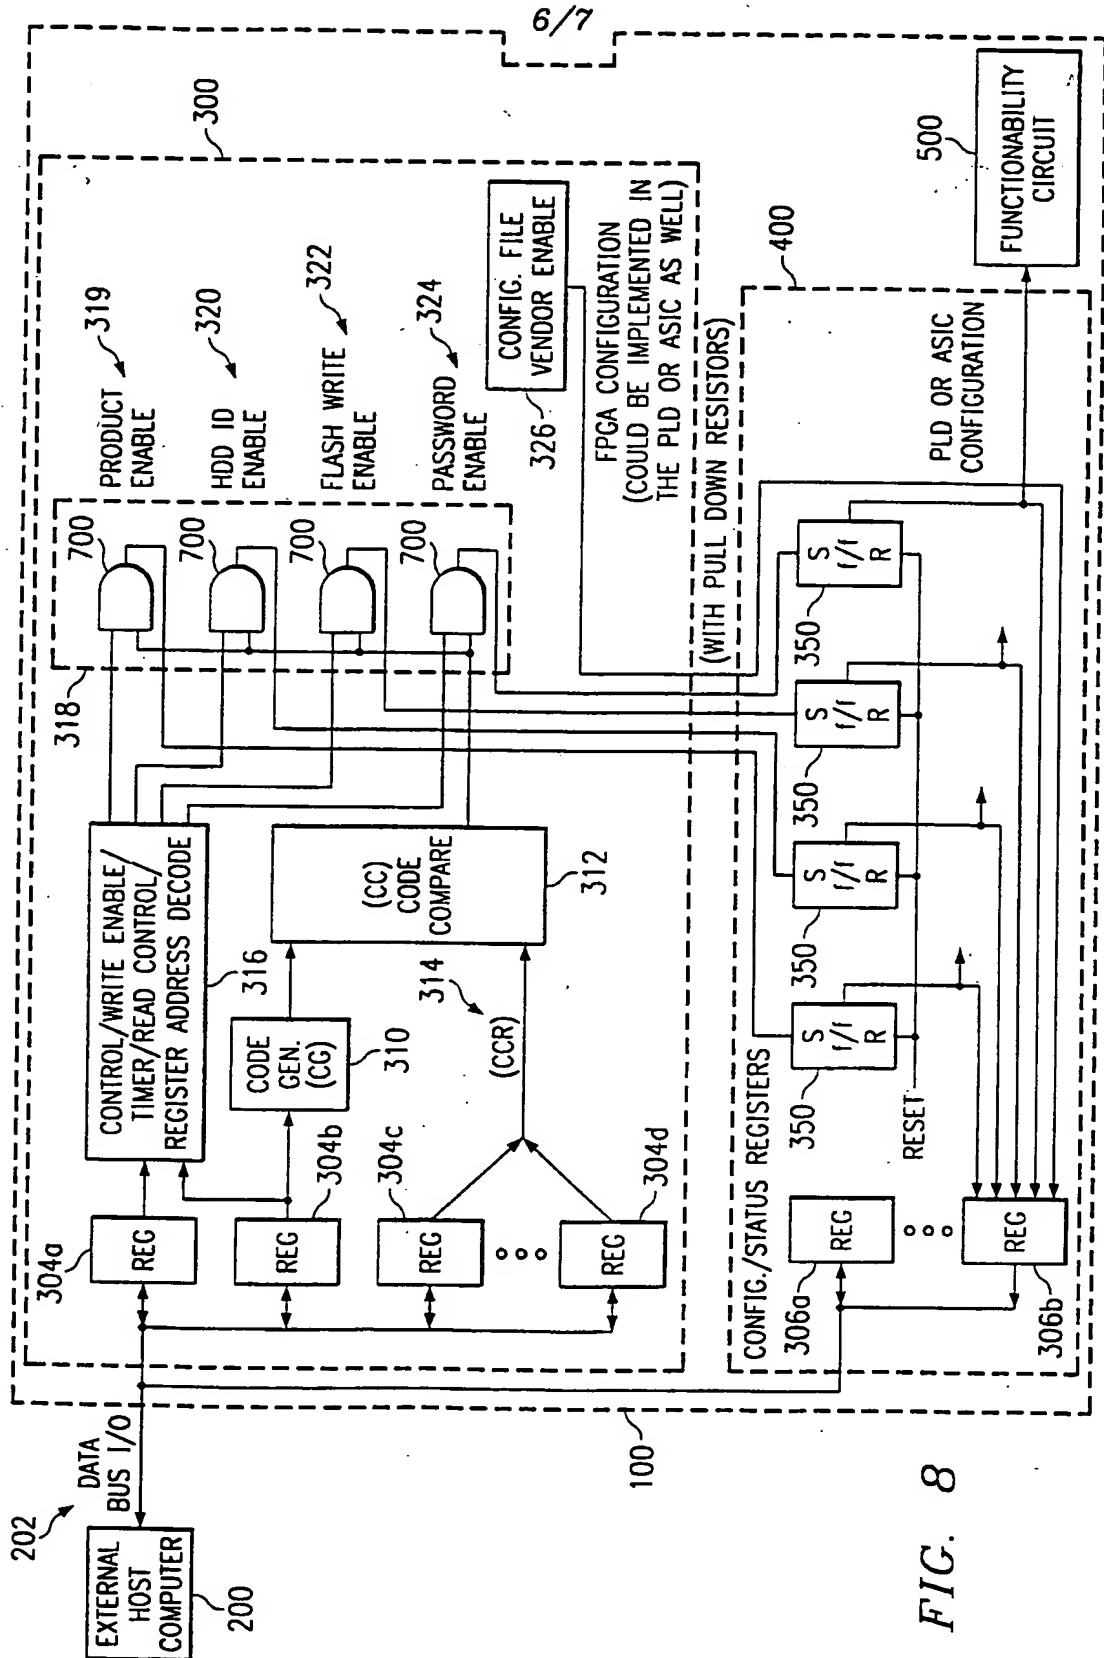 6/7
202
DATA
BUS I/O
EXTERNAL
HOST
COMPUTER
200
100
300
304a
REG
CONTROL/WRITE ENABLE/
TIMER/READ CONTROL/
REGISTER ADDRESS DECODE
316
REG
304b
CODE
GEN.
(CG)
310
REG
304c
REG
304d
(CCR)
314
(CC)
CODE
COMPARE
312
318
700
700
700
700
PRODUCT
ENABLE
319
HDD ID
ENABLE
320
FLASH WRITE
ENABLE
322
PASSWORD
ENABLE
324
CONFIG. FILE
VENDOR ENABLE
326
FPGA CONFIGURATION
(COULD BE IMPLEMENTED IN
THE PLD OR ASIC AS WELL)
(WITH PULL DOWN RESISTORS)
400
CONFIG./STATUS REGISTERS
306a
REG
REG
306b
RESET
S
f/f
R
350
S
f/f
R
350
S
f/f
R
350
S
f/f
R
350
PLD OR ASIC
CONFIGURATION
500
FUNCTIONABILITY
CIRCUIT
FIG. 8